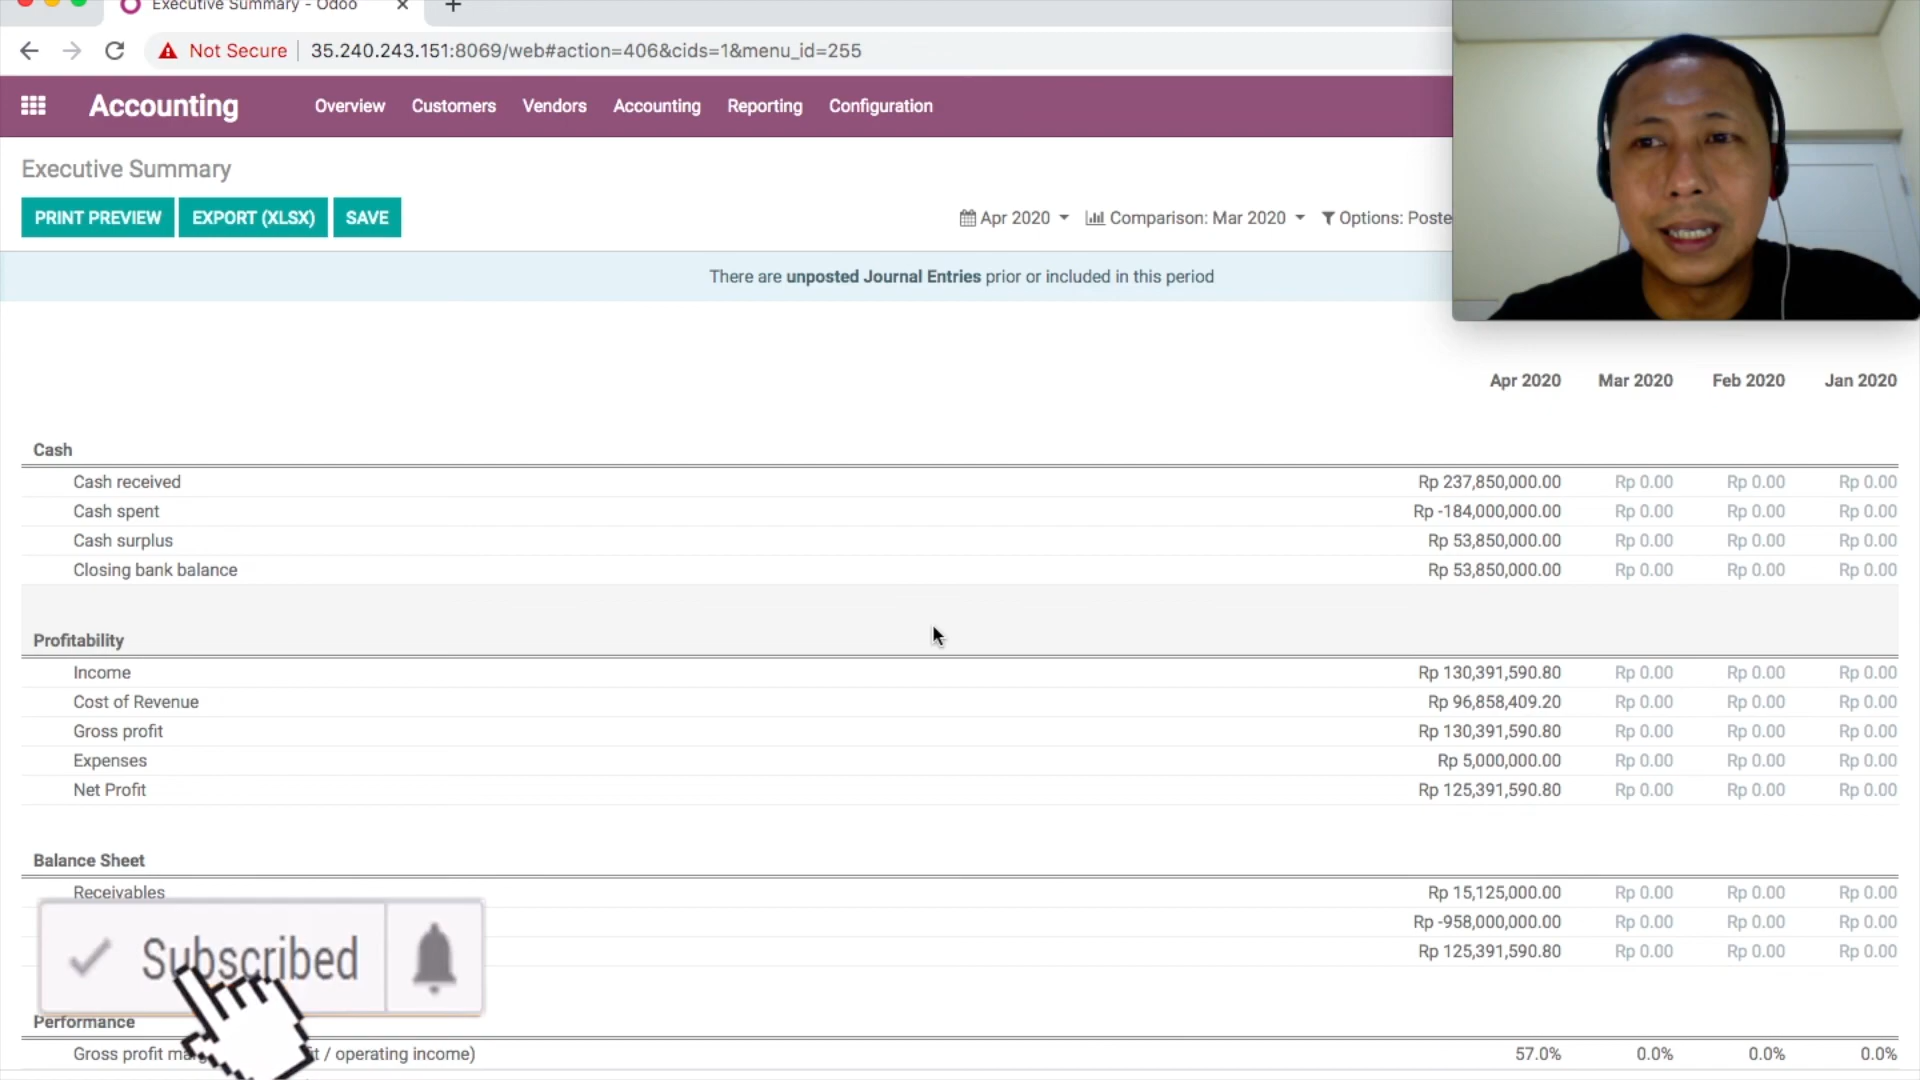 Executive Summary - Odoo
Not Secure 35.240.243.151:8069/web#action=406&cids=1&menu_id=255
Accounting Overview Customers Vendors Accounting Reporting Configuration
Executive Summary
PRINT PREVIEW EXPORT (XLSX) SAVE Apr 2020 Comparison: Mar 2020 Options: Poste
There are unposted Journal Entries prior or included in this period
Apr 2020 Mar 2020 Feb 2020 Jan 2020
Cash
Cash received Rp 237,850,000.00 Rp 0.00 Rp 0.00 Rp 0.00
Cash spent Rp -184,000,000.00 Rp 0.00 Rp 0.00 Rp 0.00
Cash surplus Rp 53,850,000.00 Rp 0.00 Rp 0.00 Rp 0.00
Closing bank balance Rp 53,850,000.00 Rp 0.00 Rp 0.00 Rp 0.00
Profitability
Income Rp 130,391,590.80 Rp 0.00 Rp 0.00 Rp 0.00
Cost of Revenue Rp 96,858,409.20 Rp 0.00 Rp 0.00 Rp 0.00
Gross profit Rp 130,391,590.80 Rp 0.00 Rp 0.00 Rp 0.00
Expenses Rp 5,000,000.00 Rp 0.00 Rp 0.00 Rp 0.00
Net Profit Rp 125,391,590.80 Rp 0.00 Rp 0.00 Rp 0.00
Balance Sheet
Receivables Rp 15,125,000.00 Rp 0.00 Rp 0.00 Rp 0.00
Rp -958,000,000.00 Rp 0.00 Rp 0.00 Rp 0.00
Subscribed
Rp 125,391,590.80 Rp 0.00 Rp 0.00 Rp 0.00
Performance
Gross profit / operating income) 57.0% 0.0% 0.0% 0.0%